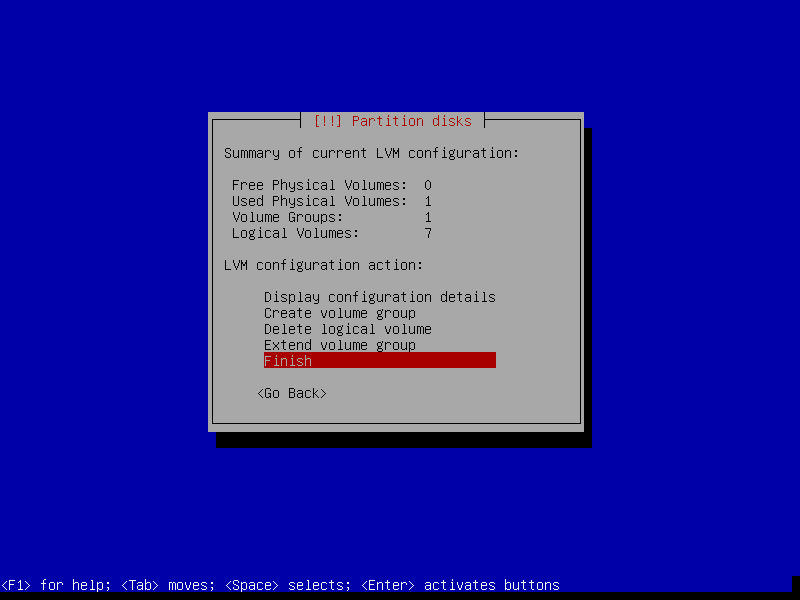 [!!] Partition disks
Summary of current LVM configuration:
Free Physical Volumes: 0
Used Physical Volumes: 1
Volume Groups: 1
Logical Volumes: 7
LVM configuration action:
Display configuration details
Create volume group
Delete logical volume
Extend volume group
Finish
<Go Back>
<F1> for help; <Tab> moves; <Space> selects; <Enter> activates buttons